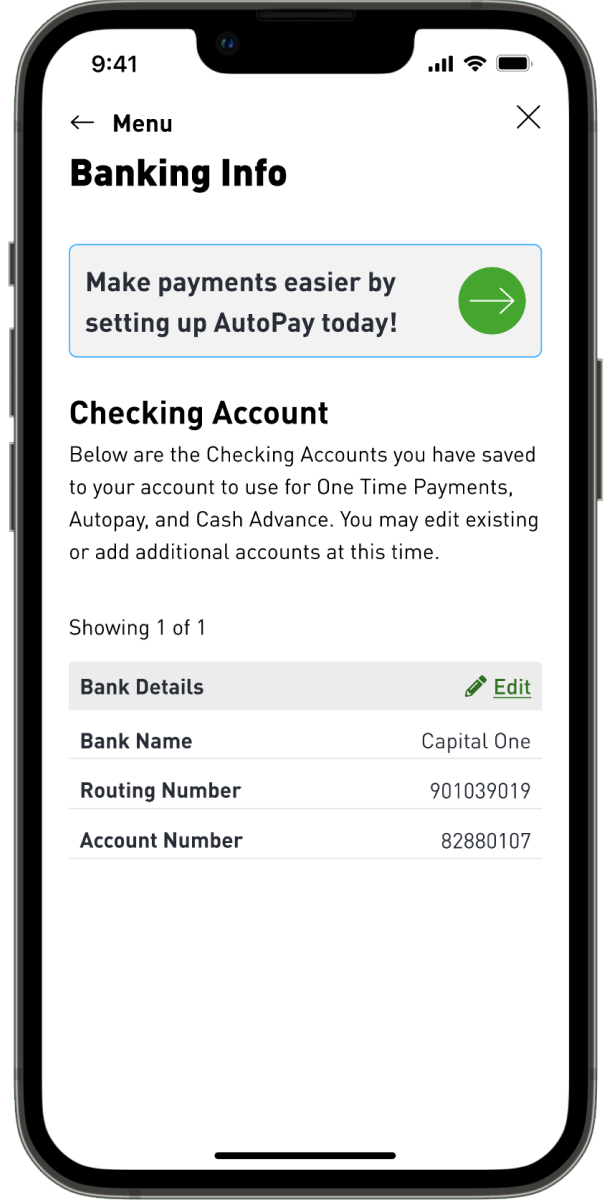 9:41
Menu
Banking Info
Make payments easier by
setting up AutoPay today!
Checking Account
Below are the Checking Accounts you have saved
to your account to use for One Time Payments,
Autopay, and Cash Advance. You may edit existing
or add additional accounts at this time.
Showing 1 of 1
Bank Details Edit
Bank Name Capital One
Routing Number 901039019
Account Number 82880107